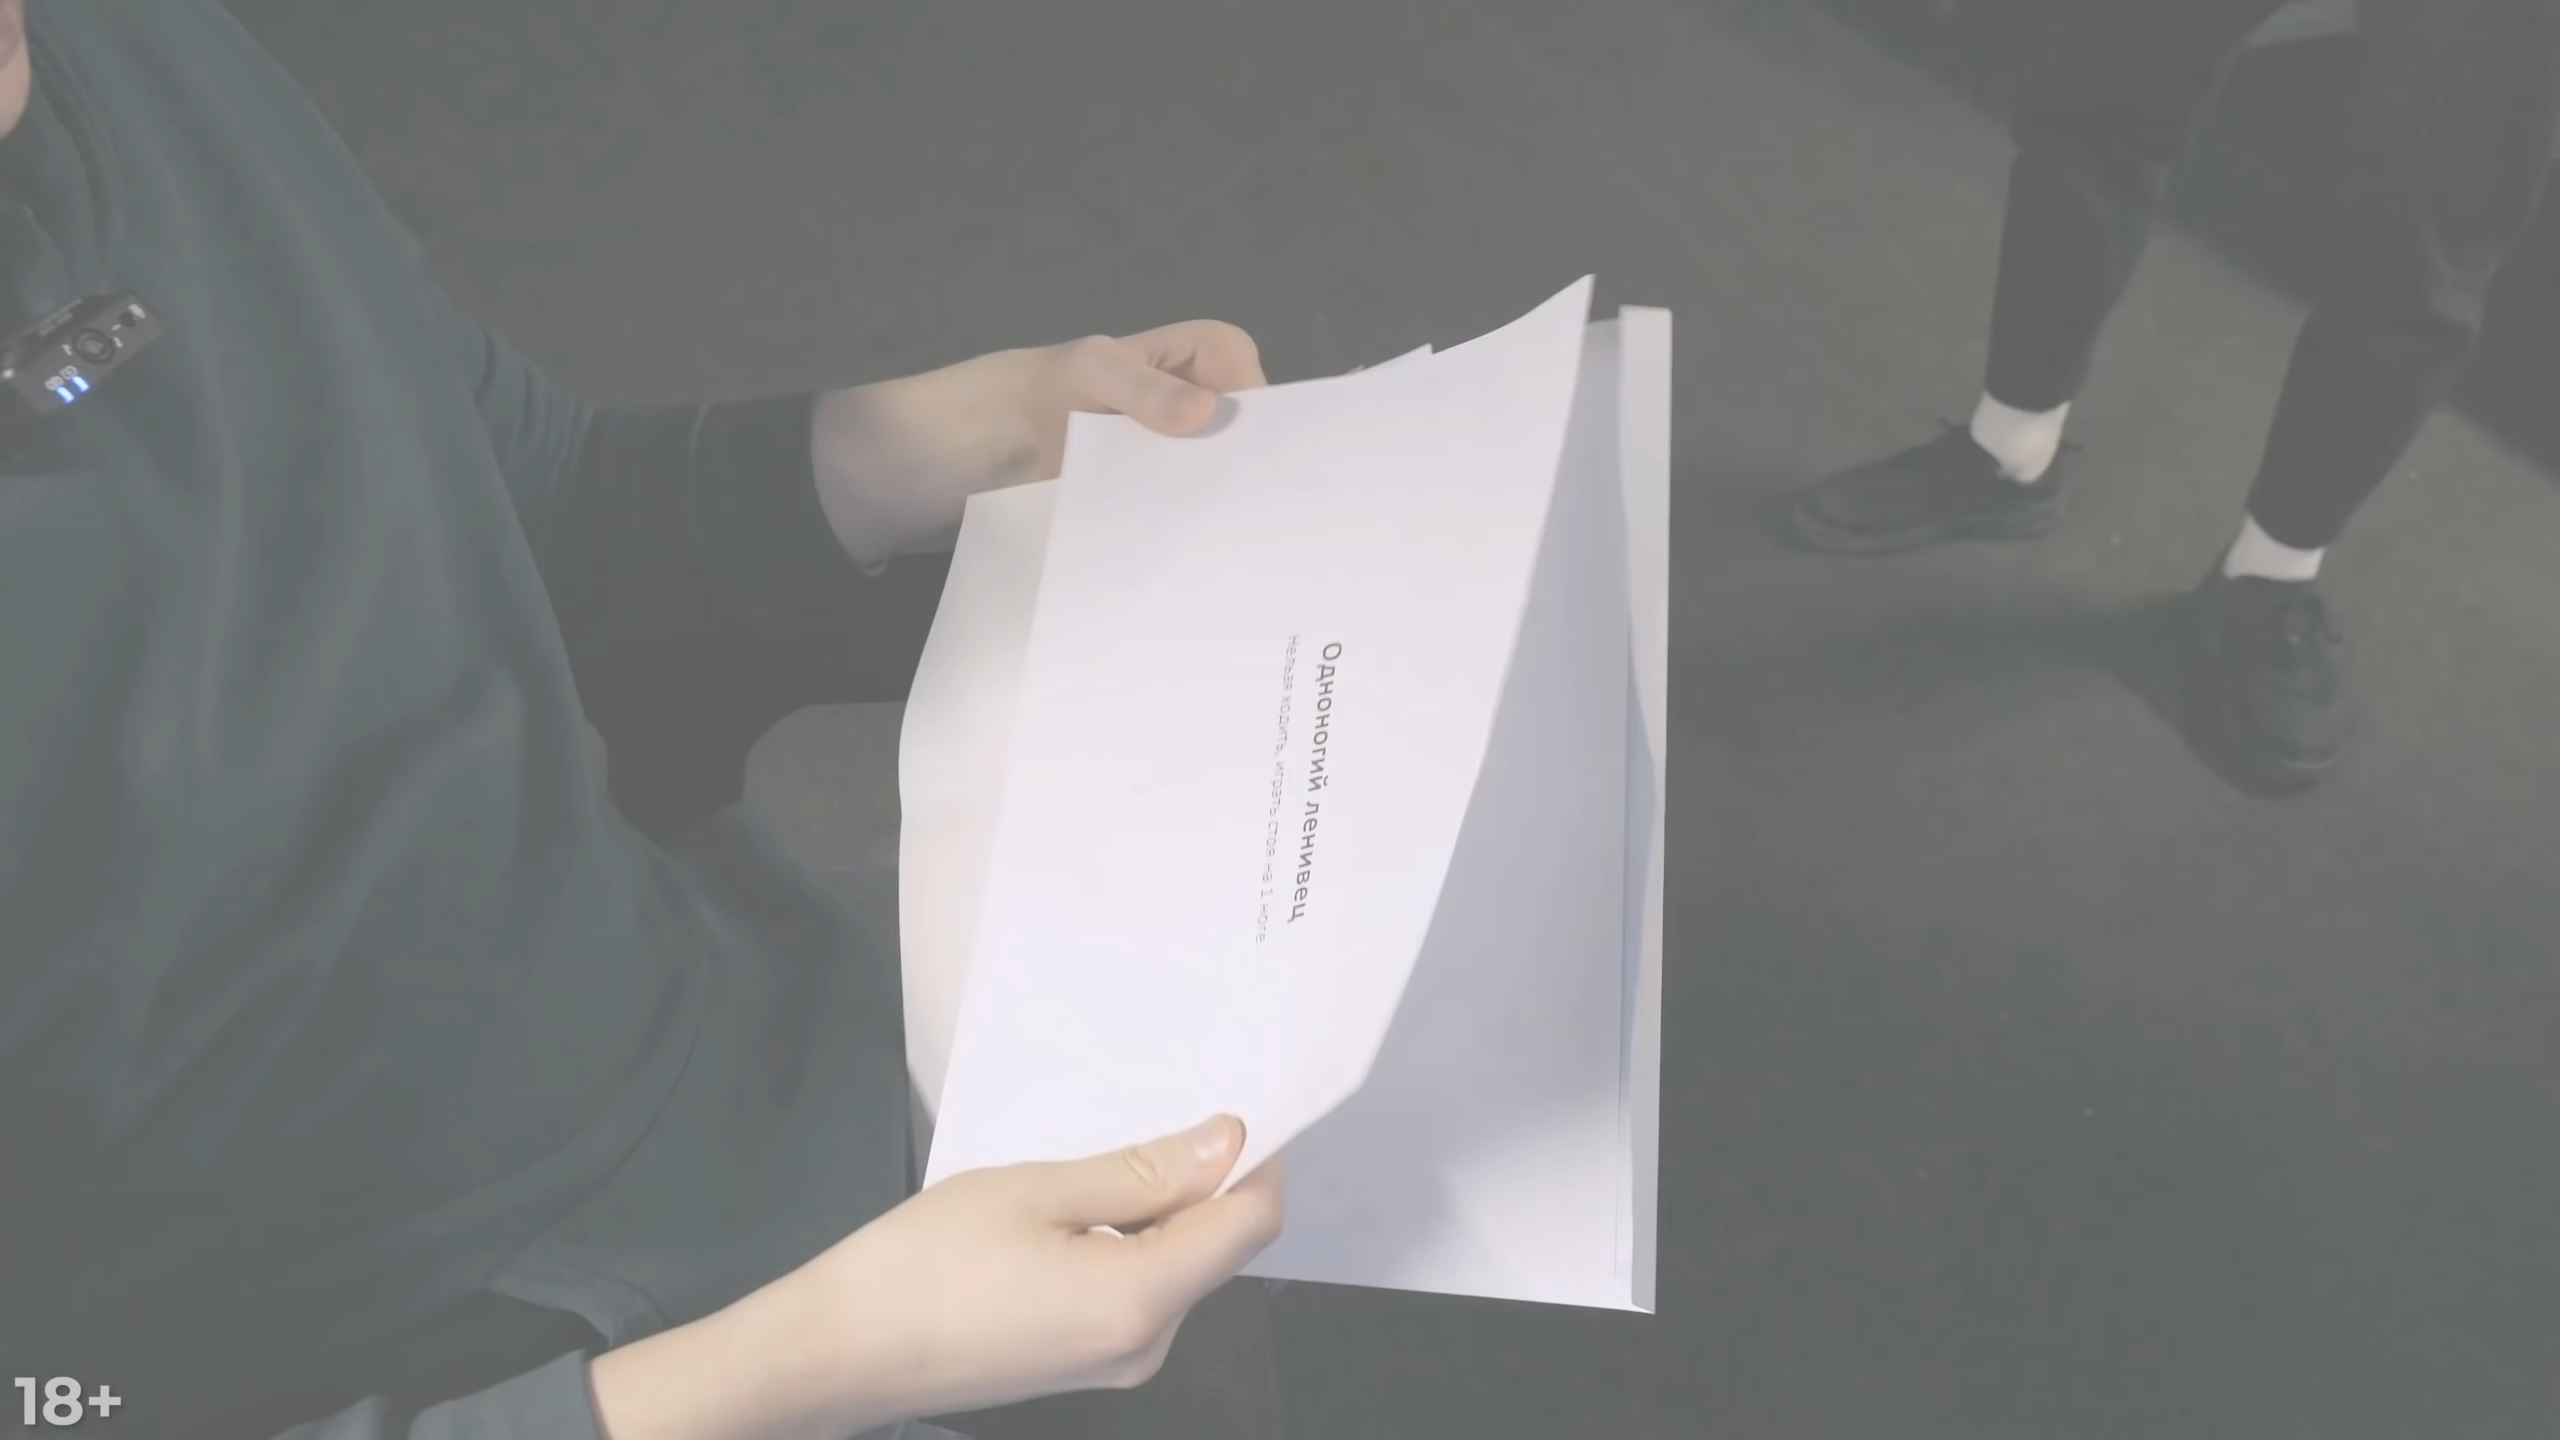 Одноногий ленивец
Нельзя ходить, играть стоя на 1 ноге.
18+